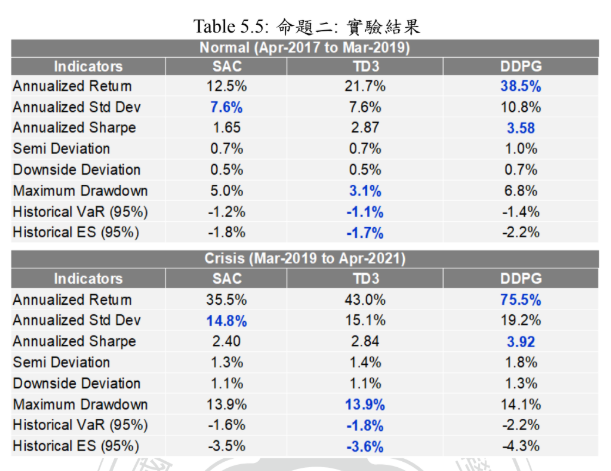 Table 5.5: 命題二: 實驗結果
Normal (Apr-2017 to Mar-2019)
Indicators SAC TD3 DDPG
Annualized Return 12.5% 21.7% 38.5%
Annualized Std Dev 7.6% 7.6% 10.8%
Annualized Sharpe 1.65 2.87 3.58
Semi Deviation 0.7% 0.7% 1.0%
Downside Deviation 0.5% 0.5% 0.7%
Maximum Drawdown 5.0% 3.1% 6.8%
Historical VaR (95%) -1.2% -1.1% -1.4%
Historical ES (95%) -1.8% -1.7% -2.2%
Crisis (Mar-2019 to Apr-2021)
Indicators SAC TD3 DDPG
Annualized Return 35.5% 43.0% 75.5%
Annualized Std Dev 14.8% 15.1% 19.2%
Annualized Sharpe 2.40 2.84 3.92
Semi Deviation 1.3% 1.4% 1.8%
Downside Deviation 1.1% 1.1% 1.3%
Maximum Drawdown 13.9% 13.9% 14.1%
Historical VaR (95%) -1.6% -1.8% -2.2%
Historical ES (95%) -3.5% -3.6% -4.3%